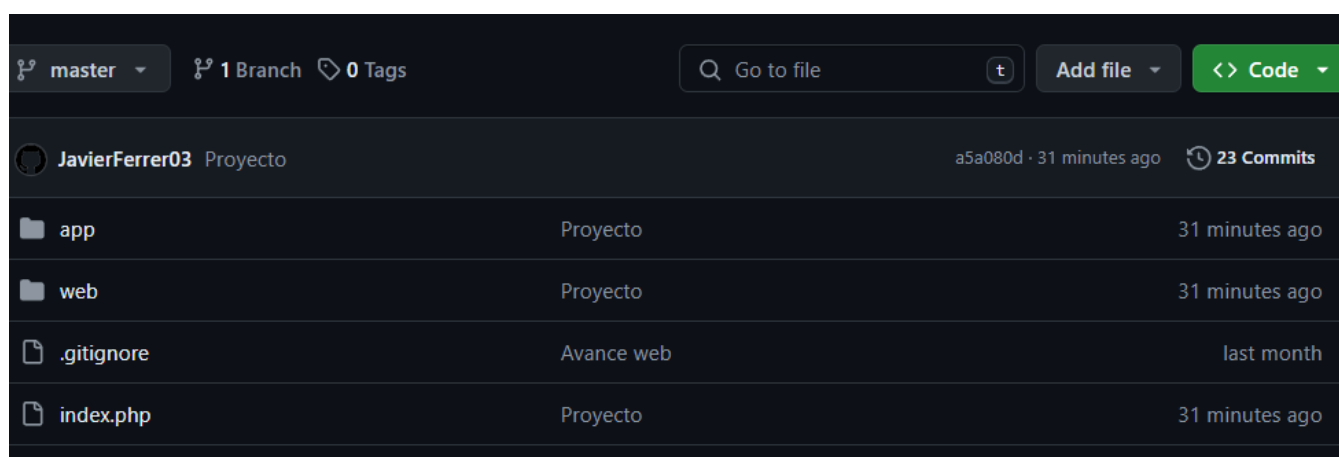 master 1 Branch 0 Tags Go to file t Add file <> Code
JavierFerrer03 Proyecto a5a080d · 31 minutes ago 23 Commits
app Proyecto 31 minutes ago
web Proyecto 31 minutes ago
.gitignore Avance web last month
index.php Proyecto 31 minutes ago